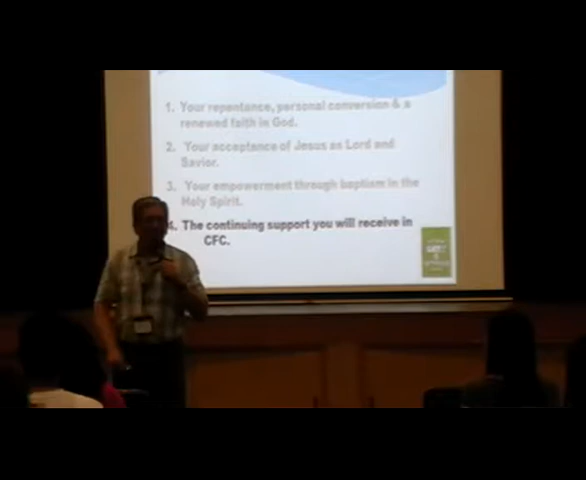 1. Your repentance, personal conversion & a
renewed faith in God.
2. Your acceptance of Jesus as Lord and
Savior.
3. Your empowerment through baptism in the
Holy Spirit.
4. The continuing support you will receive in
CFC.